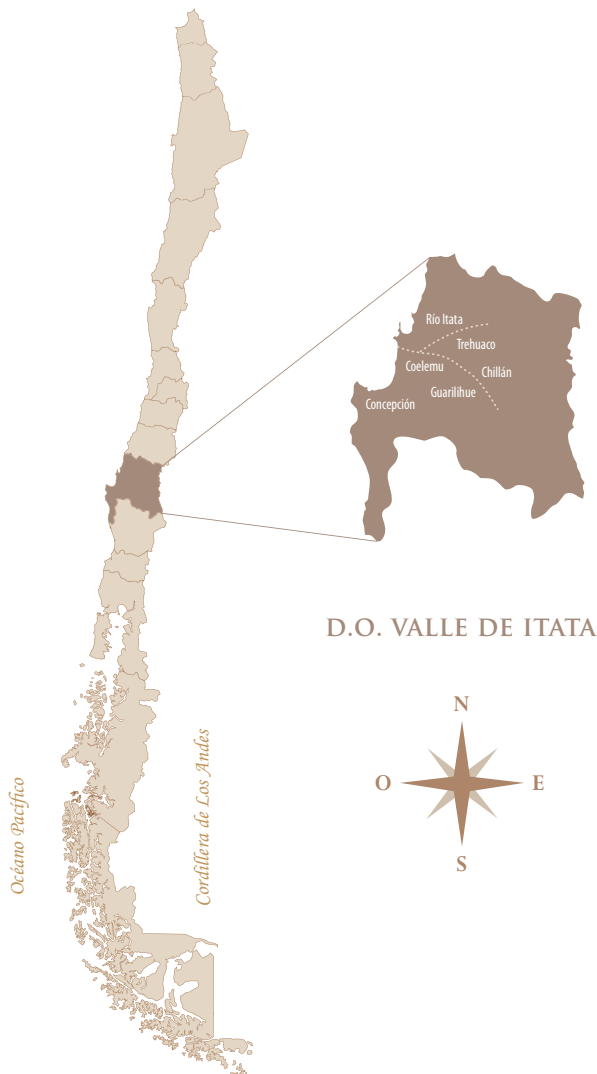 Río Itata
Trehuaco
Coelemu
Chillán
Guarilihue
Concepción
D.O. VALLE DE ITATA
N
O
E
S
Océano Pacífico
Cordillera de Los Andes